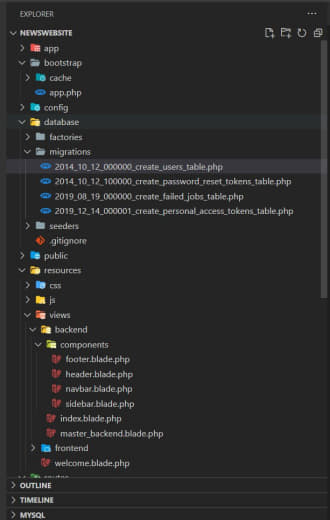 EXPLORER
NEWSWEBSITE
app
bootstrap
cache
app.php
config
database
factories
migrations
2014_10_12_000000_create_users_table.php
2014_10_12_100000_create_password_reset_tokens_table.php
2019_08_19_000000_create_failed_jobs_table.php
2019_12_14_000001_create_personal_access_tokens_table.php
seeders
.gitignore
public
resources
css
js
views
backend
components
footer.blade.php
header.blade.php
navbar.blade.php
sidebar.blade.php
index.blade.php
master_backend.blade.php
frontend
welcome.blade.php
OUTLINE
TIMELINE
MYSQL